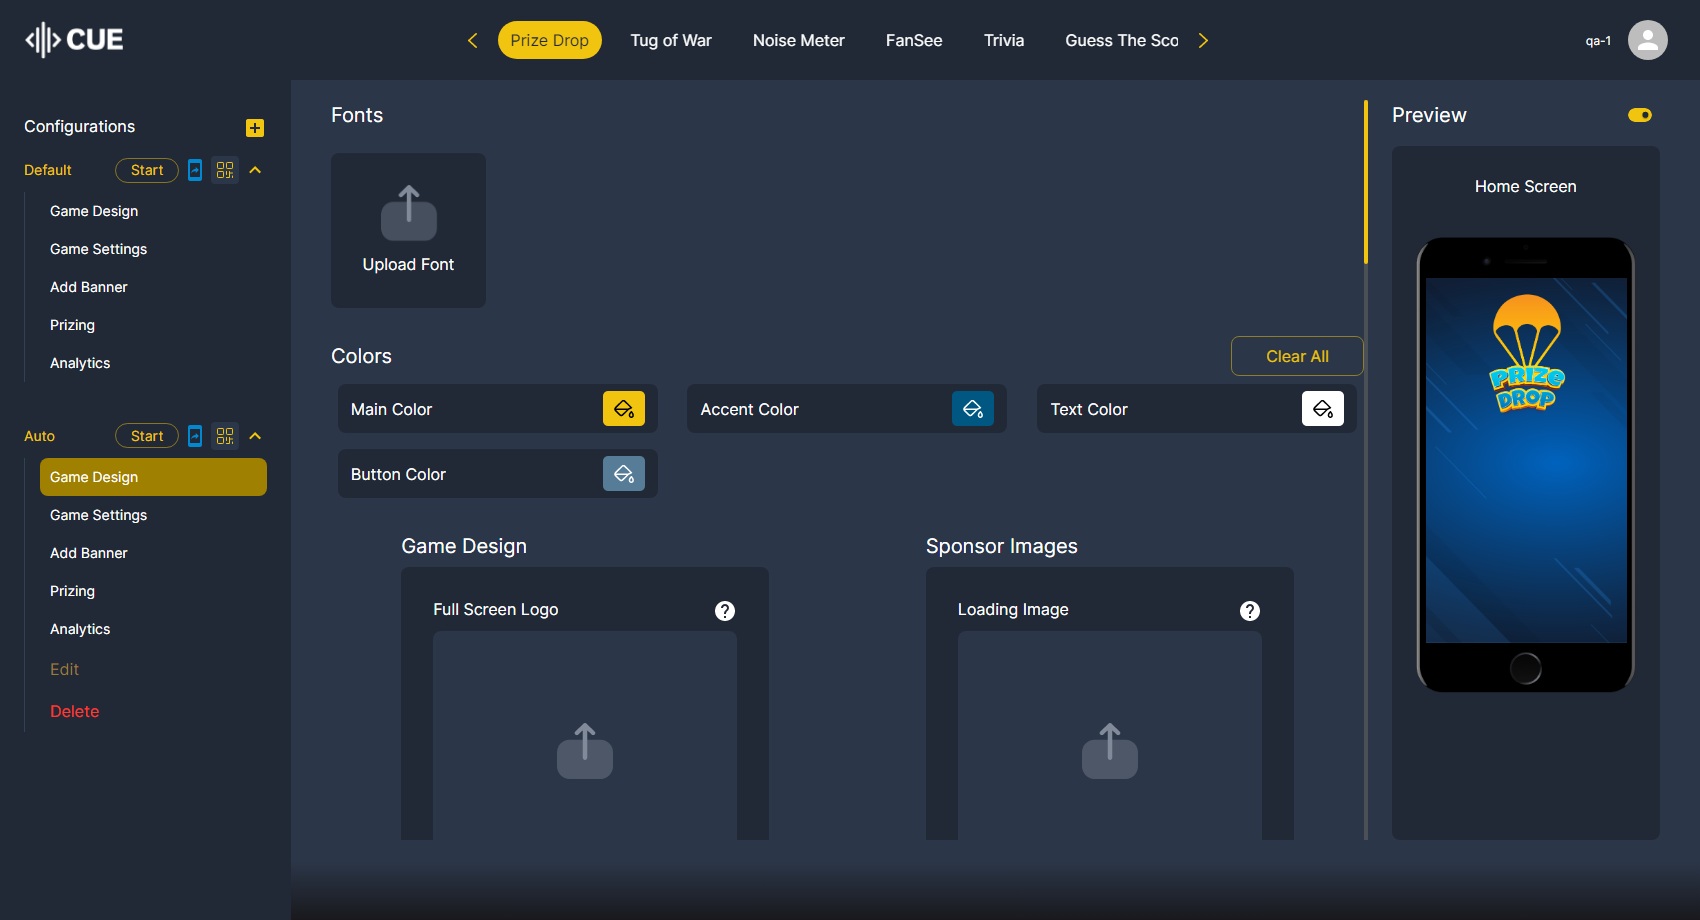 CUE
Prize Drop
Tug of War
Noise Meter
FanSee
Trivia
Guess The Sco
qa-1
Configurations
Default
Start
Game Design
Game Settings
Add Banner
Prizing
Analytics
Auto
Start
Game Design
Game Settings
Add Banner
Prizing
Analytics
Edit
Delete
Fonts
Upload Font
Colors
Clear All
Main Color
Accent Color
Text Color
Button Color
Game Design
Full Screen Logo
?
Sponsor Images
Loading Image
?
Preview
Home Screen
PRIZE
DROP